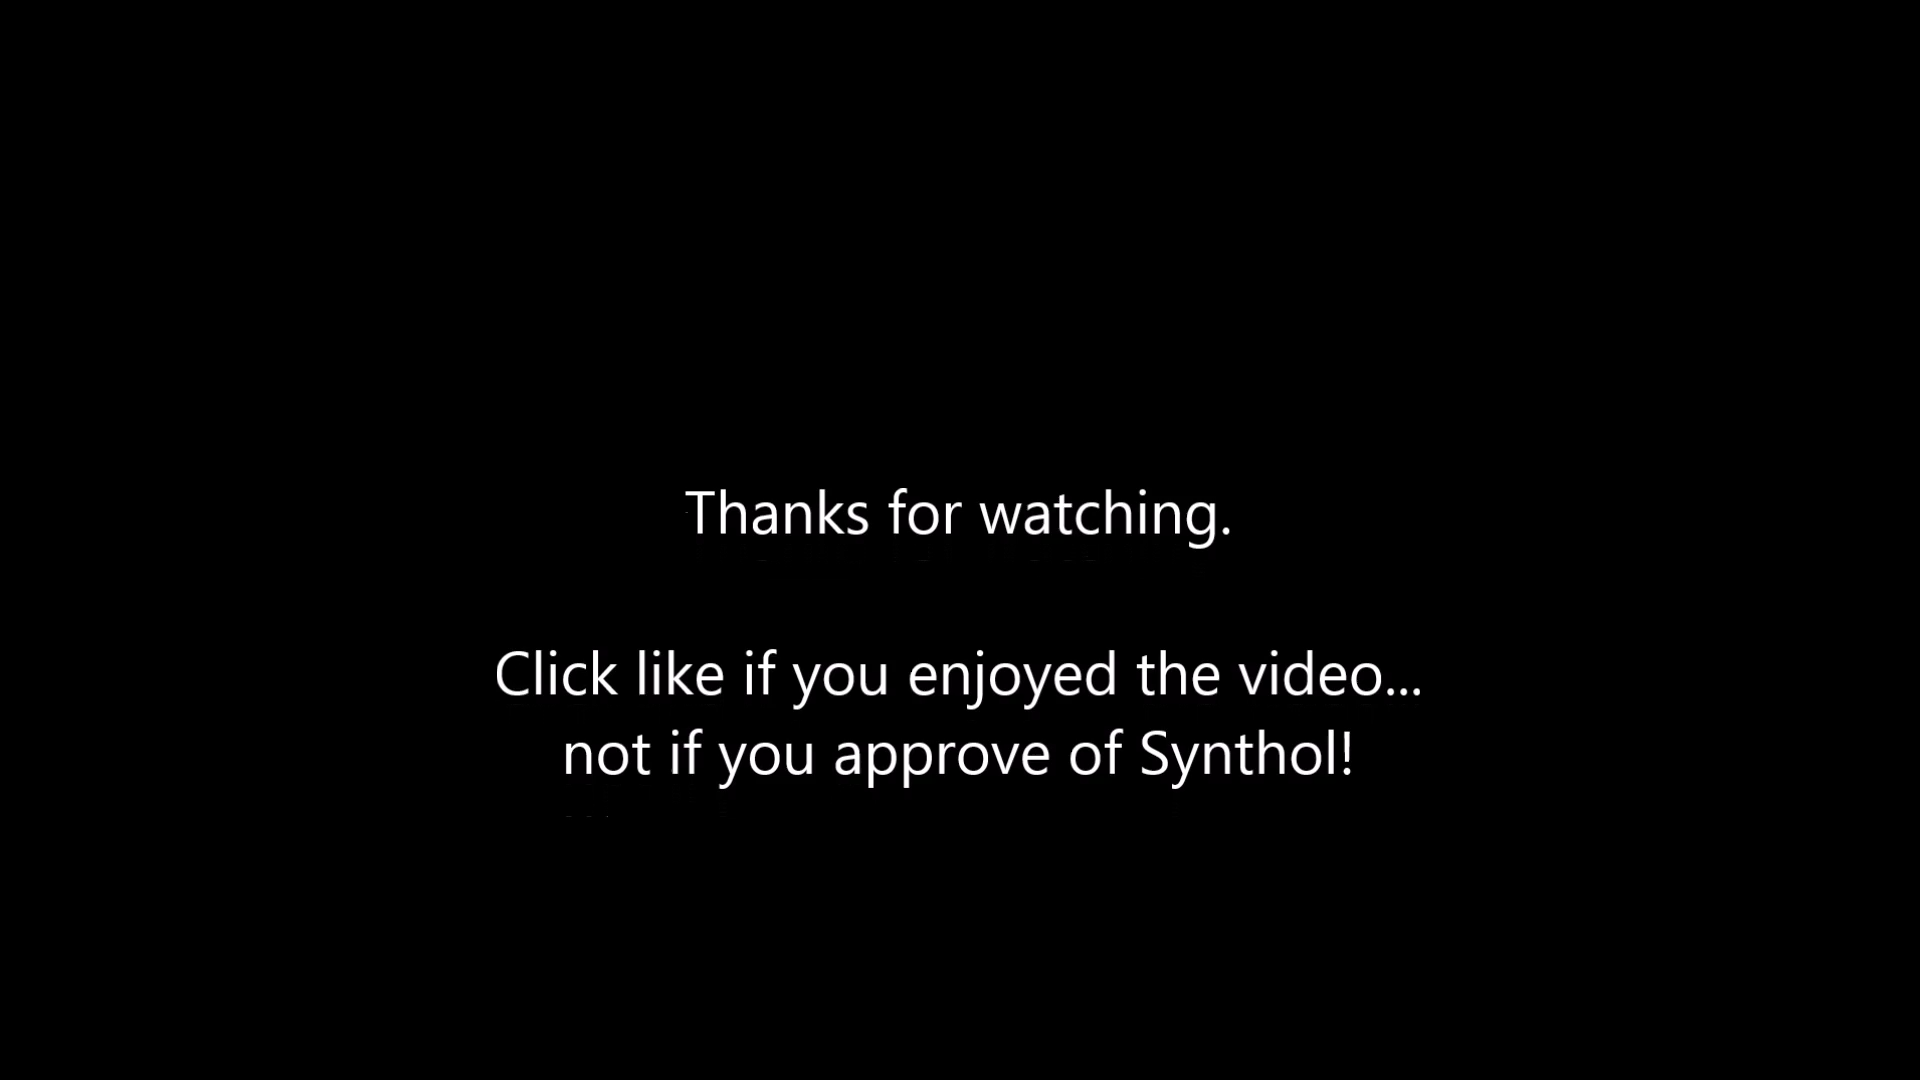 Thanks for watching.
Click like if you enjoyed the video...
not if you approve of Synthol!